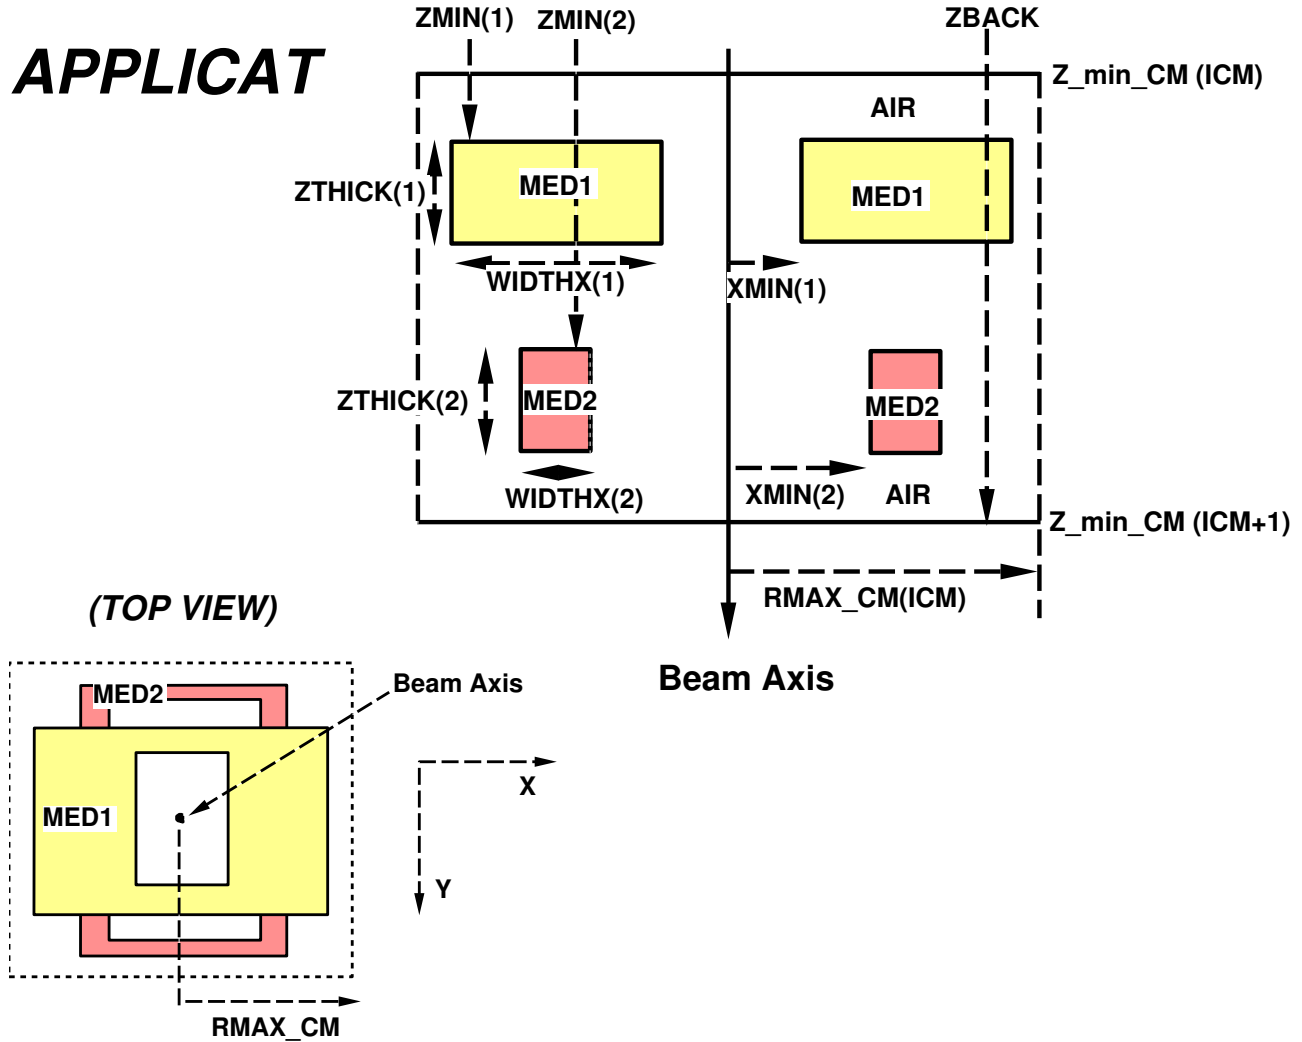 ZMIN(1)
ZMIN(2)
ZBACK
APPLICAT
Z_min_CM (ICM)
AIR
MED1
MED1
ZTHICK(1)
WIDTHX(1)
XMIN(1)
ZTHICK(2)
MED2
MED2
WIDTHX(2)
XMIN(2)
AIR
Z_min_CM (ICM+1)
RMAX_CM(ICM)
(TOP VIEW)
Beam Axis
MED2
Beam Axis
X
MED1
Y
RMAX_CM